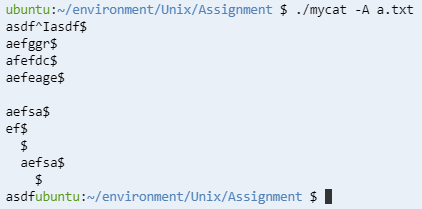 ubuntu:~/environment/Unix/Assignment $ ./mycat -A a.txt
asdf^Iasdf$
aefggr$
afefdc$
aefeage$

aefsa$
ef$
  $
  aefsa$
    $
asdfubuntu:~/environment/Unix/Assignment $